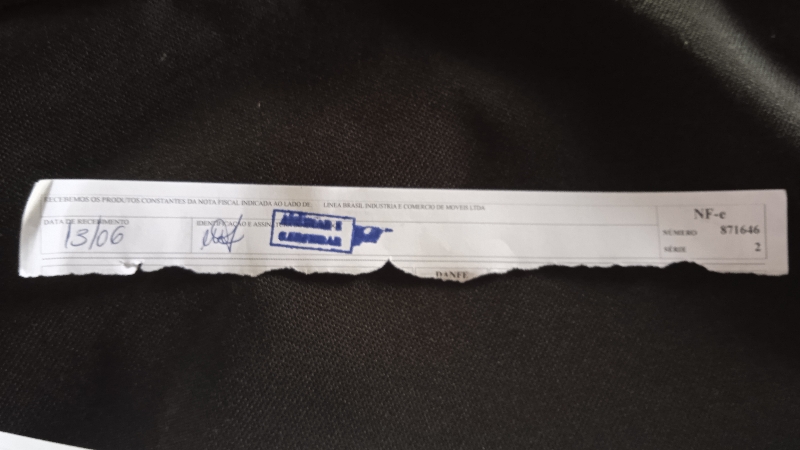 RECEBEMOS OS PRODUTOS CONSTANTES DA NOTA FISCAL INDICADA AO LADO DE LINEA BRASIL INDUSTRIA E COMERCIO DE MOVEIS LTDA
NF-e
NÚMERO 871646
SÉRIE 2
DATA DE RECEBIMENTO
13/06
IDENTIFICAÇÃO E
DANFE